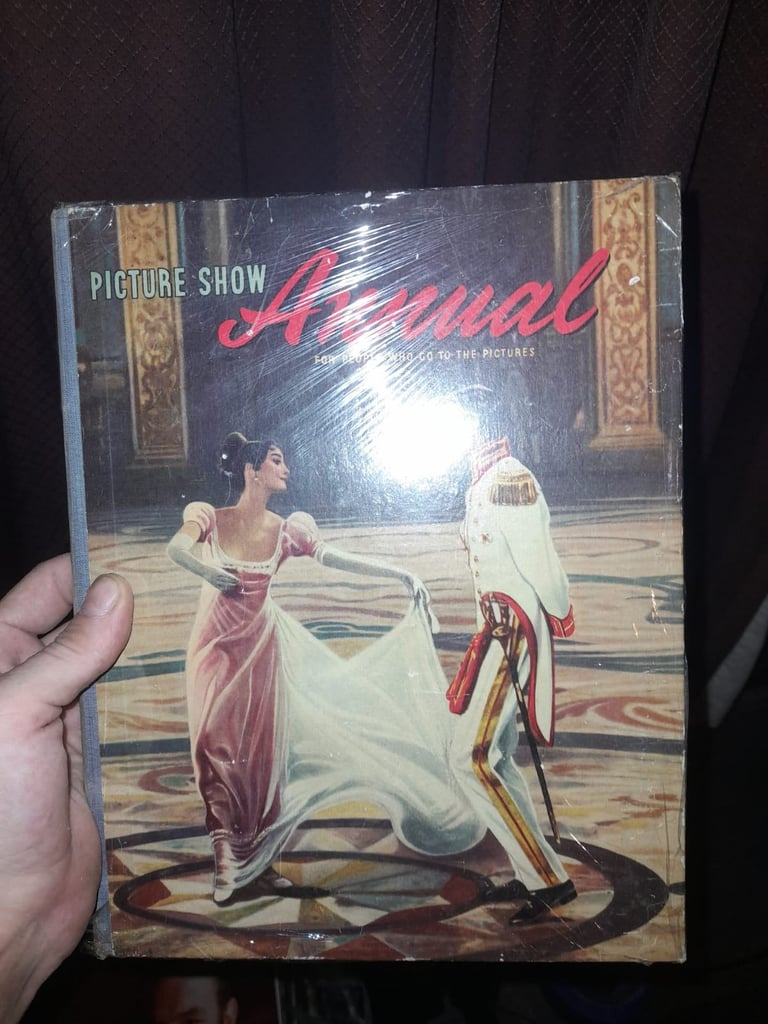 PICTURE SHOW
Annual
FOR PEOPLE WHO GO TO THE PICTURES